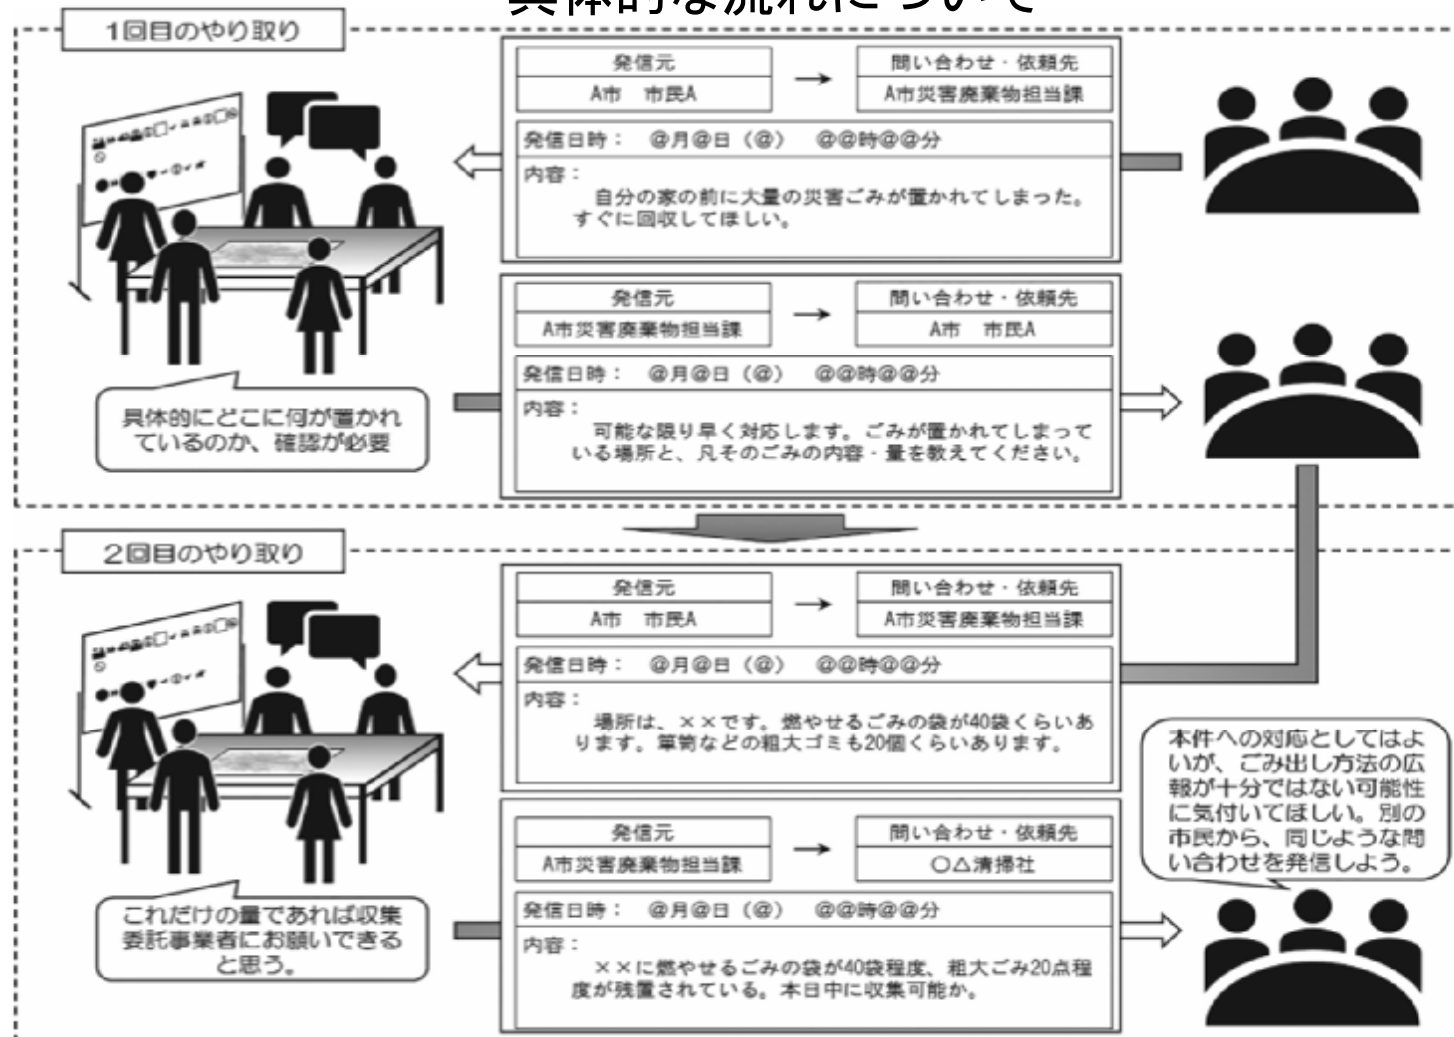 具体的な流れについて
1回目のやり取り
発信元
A市　市民A
→
問い合わせ・依頼先
A市災害廃棄物担当課
発信日時：　@月@日（@）　@@時@@分
内容：
自分の家の前に大量の災害ごみが置かれてしまった。
すぐに回収してほしい。
発信元
A市災害廃棄物担当課
→
問い合わせ・依頼先
A市　市民A
発信日時：　@月@日（@）　@@時@@分
内容：
可能な限り早く対応します。ごみが置かれてしまって
いる場所と、凡そのごみの内容・量を教えてください。
具体的にどこに何が置かれ
ているのか、確認が必要
2回目のやり取り
発信元
A市　市民A
→
問い合わせ・依頼先
A市災害廃棄物担当課
発信日時：　@月@日（@）　@@時@@分
内容：
場所は、××です。燃やせるごみの袋が40袋くらいあ
ります。箪笥などの粗大ゴミも20個くらいあります。
発信元
A市災害廃棄物担当課
→
問い合わせ・依頼先
〇△清掃社
発信日時：　@月@日（@）　@@時@@分
内容：
××に燃やせるごみの袋が40袋程度、粗大ごみ20点程
度が残置されている。本日中に収集可能か。
これだけの量であれば収集
委託事業者にお願いできる
と思う。
本件への対応としてはよ
いが、ごみ出し方法の広
報が十分ではない可能性
に気付いてほしい。別の
市民から、同じような問
い合わせを発信しよう。